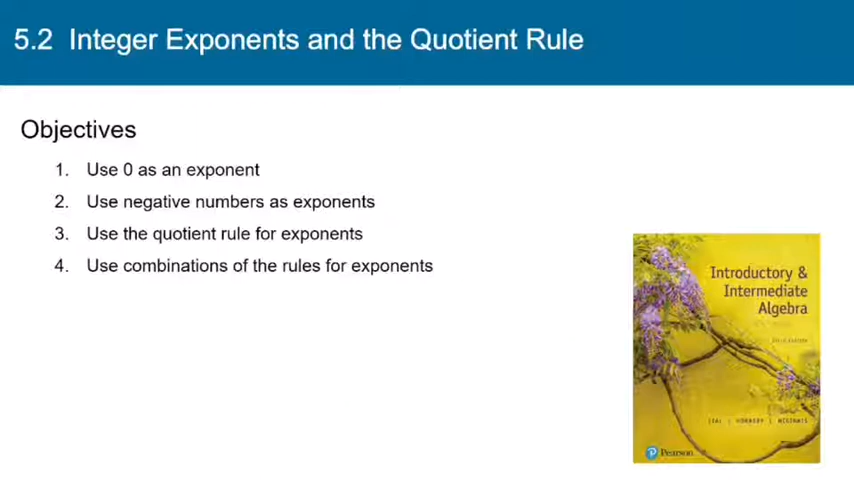 5.2 Integer Exponents and the Quotient Rule
Objectives
1. Use 0 as an exponent
2. Use negative numbers as exponents
3. Use the quotient rule for exponents
4. Use combinations of the rules for exponents
Introductory &
Intermediate
Algebra
Pearson